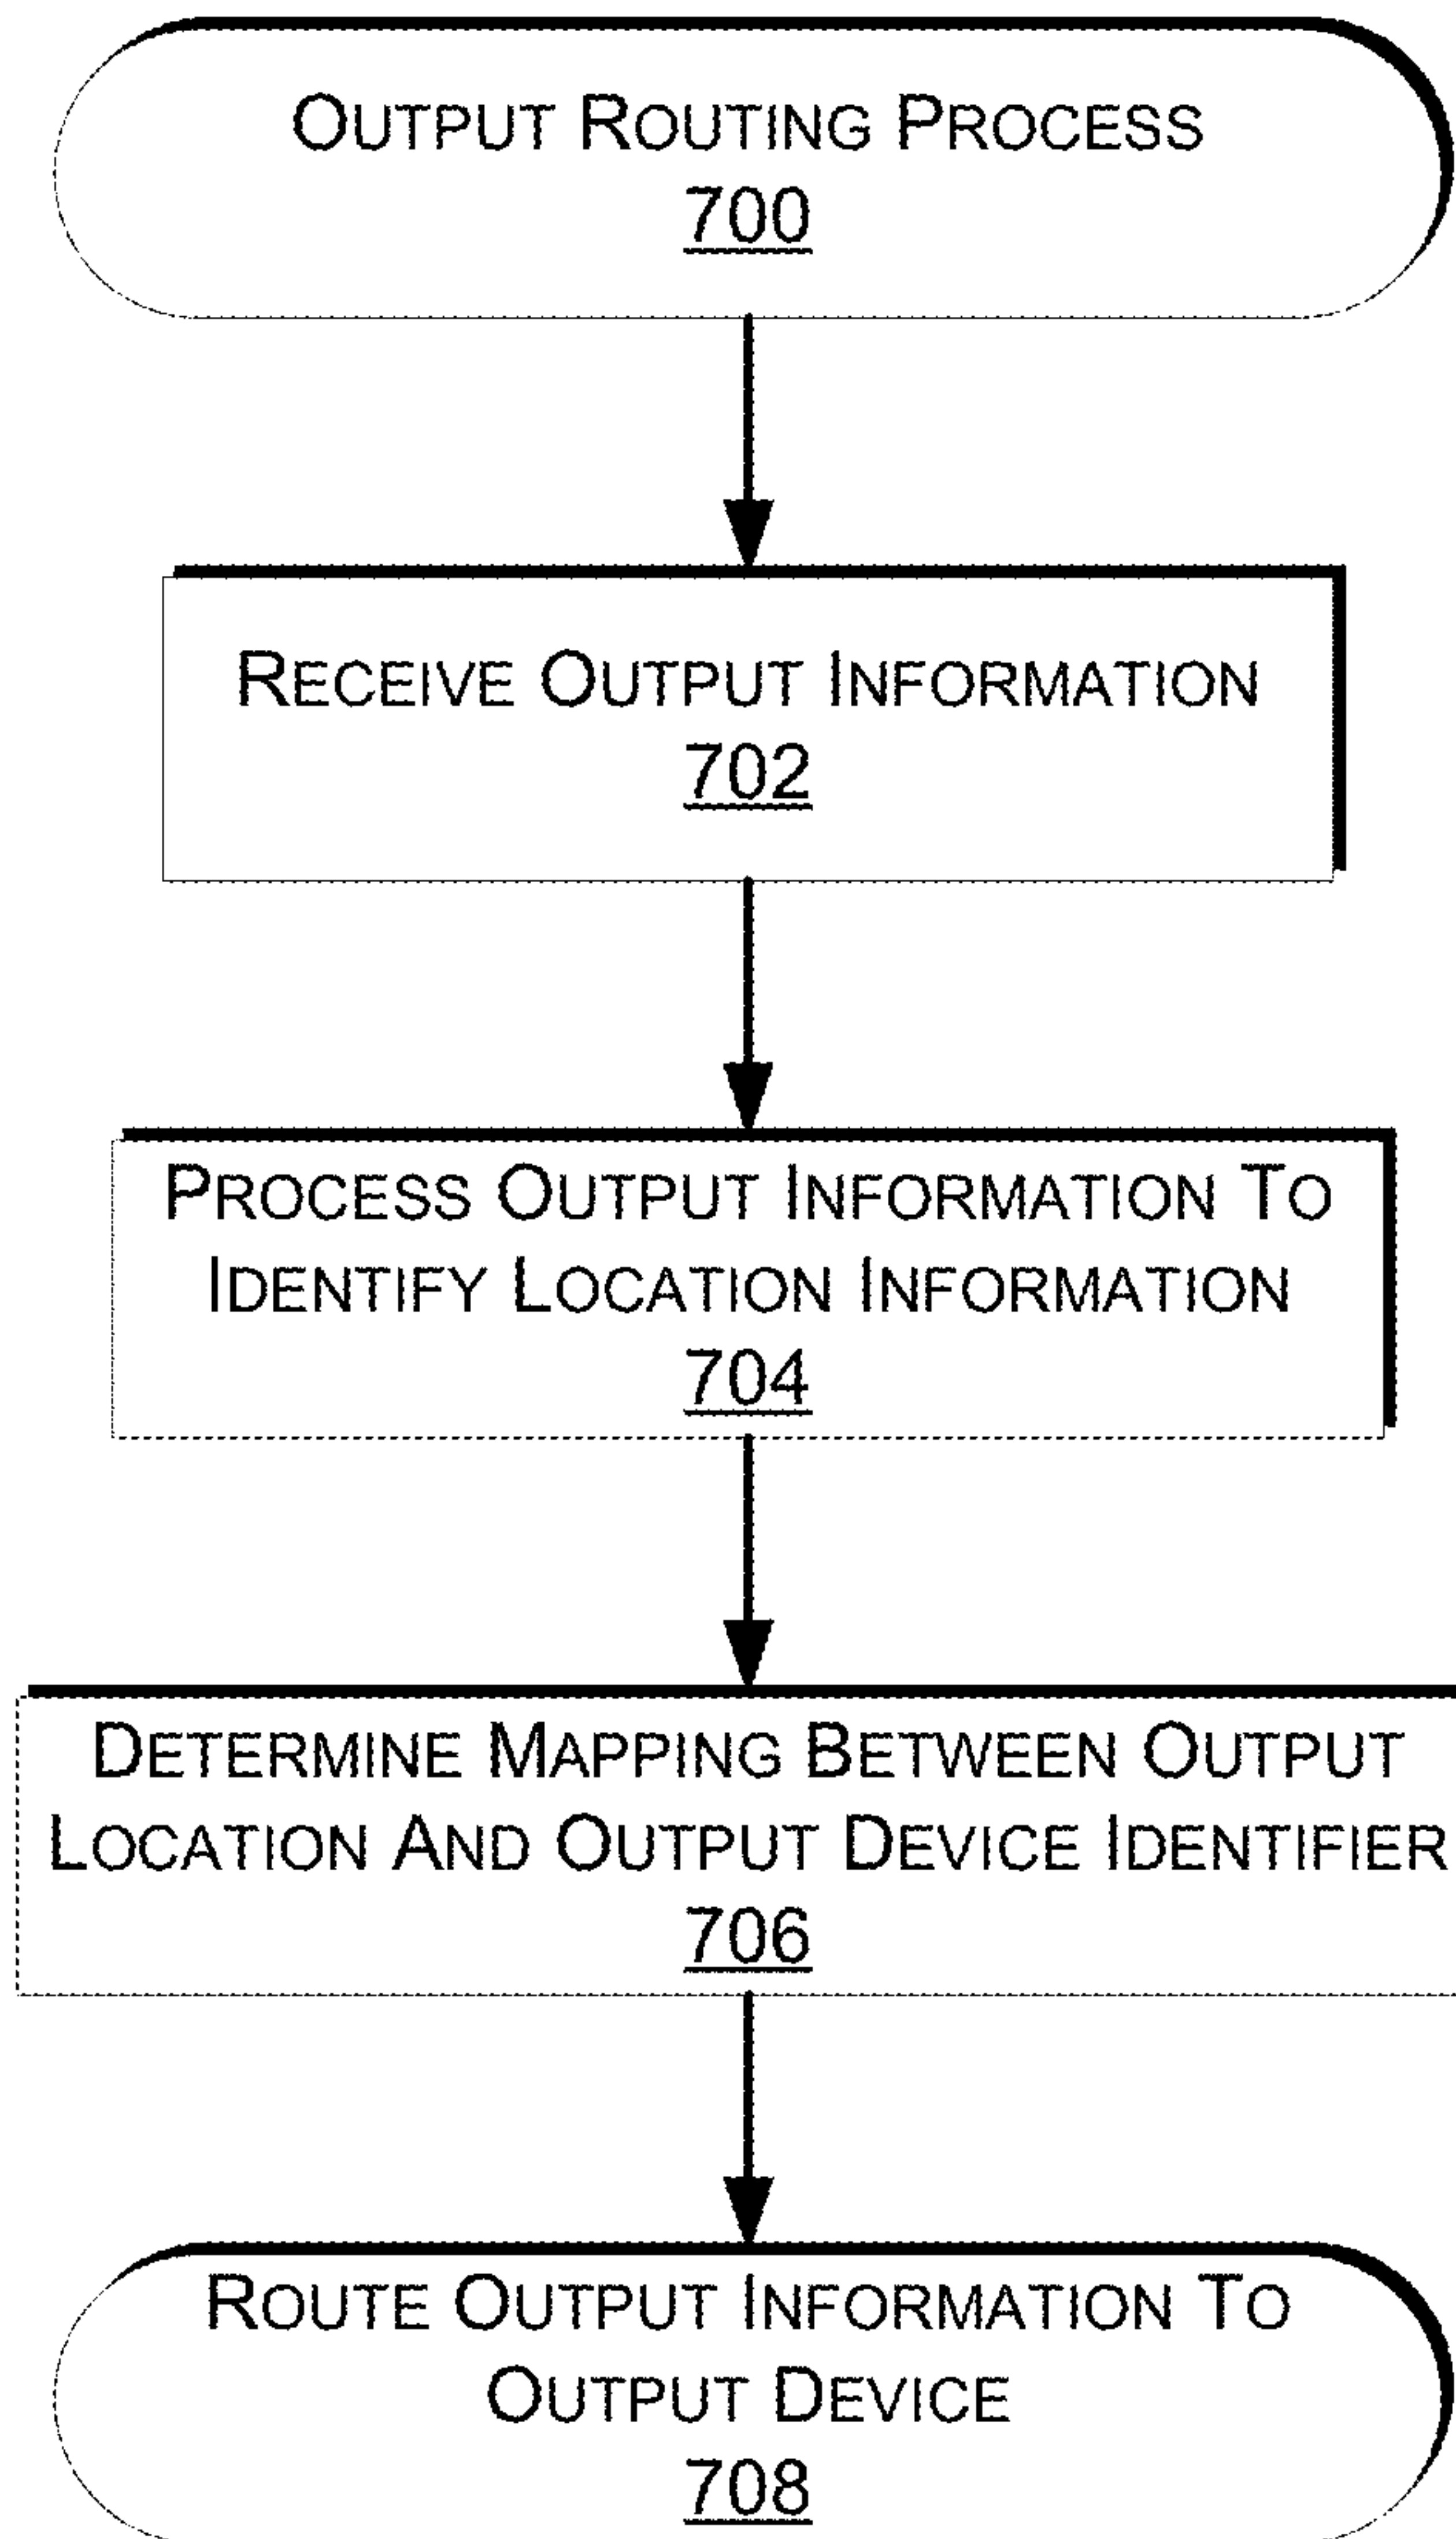 OUTPUT ROUTING PROCESS
700
RECEIVE OUTPUT INFORMATION
702
PROCESS OUTPUT INFORMATION TO
IDENTIFY LOCATION INFORMATION
704
DETERMINE MAPPING BETWEEN OUTPUT
LOCATION AND OUTPUT DEVICE IDENTIFIER
706
ROUTE OUTPUT INFORMATION TO
OUTPUT DEVICE
708